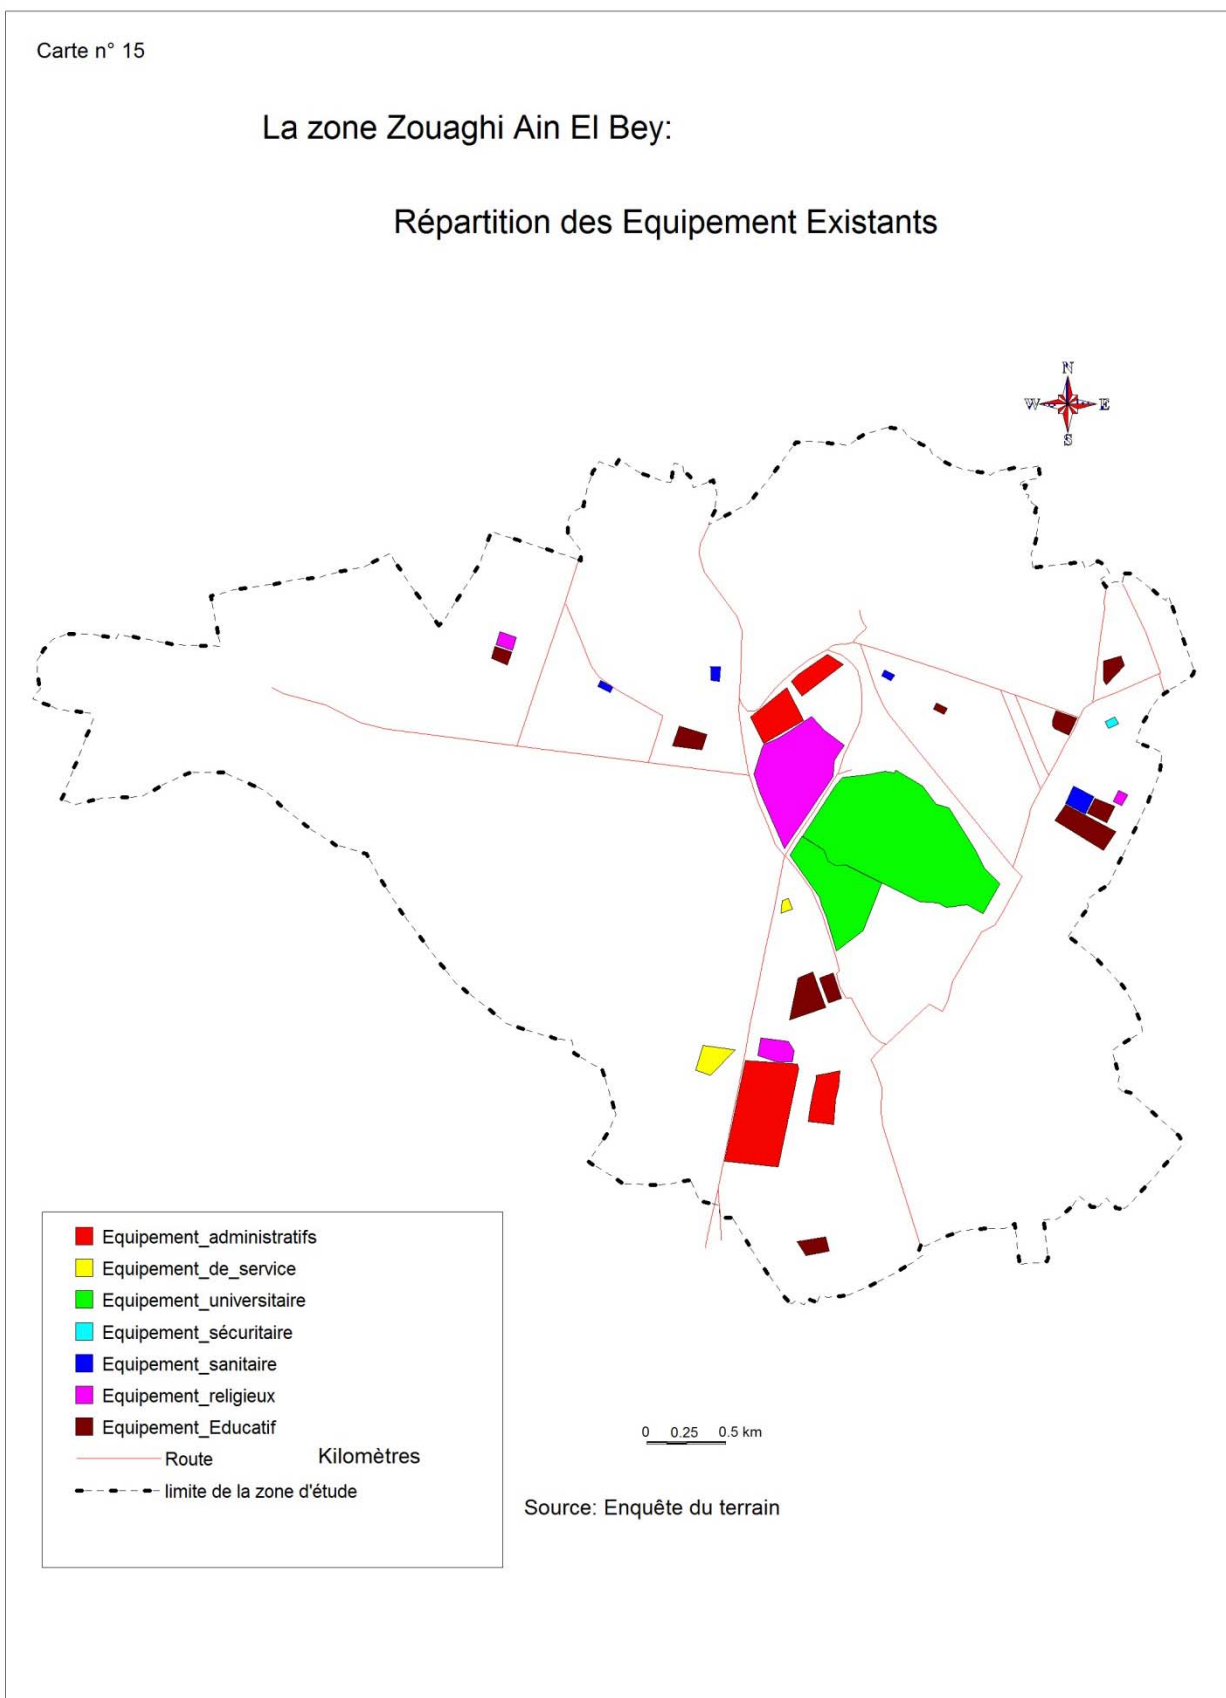 Carte n° 15
La zone Zouaghi Ain El Bey:
Répartition des Equipement Existants
N
W E
S
Equipement_administratifs
Equipement_de_service
Equipement_universitaire
Equipement_sécuritaire
Equipement_sanitaire
Equipement_religieux
Equipement_Educatif
Route Kilomètres
limite de la zone d'étude
0 0.25 0.5 km
Source: Enquête du terrain